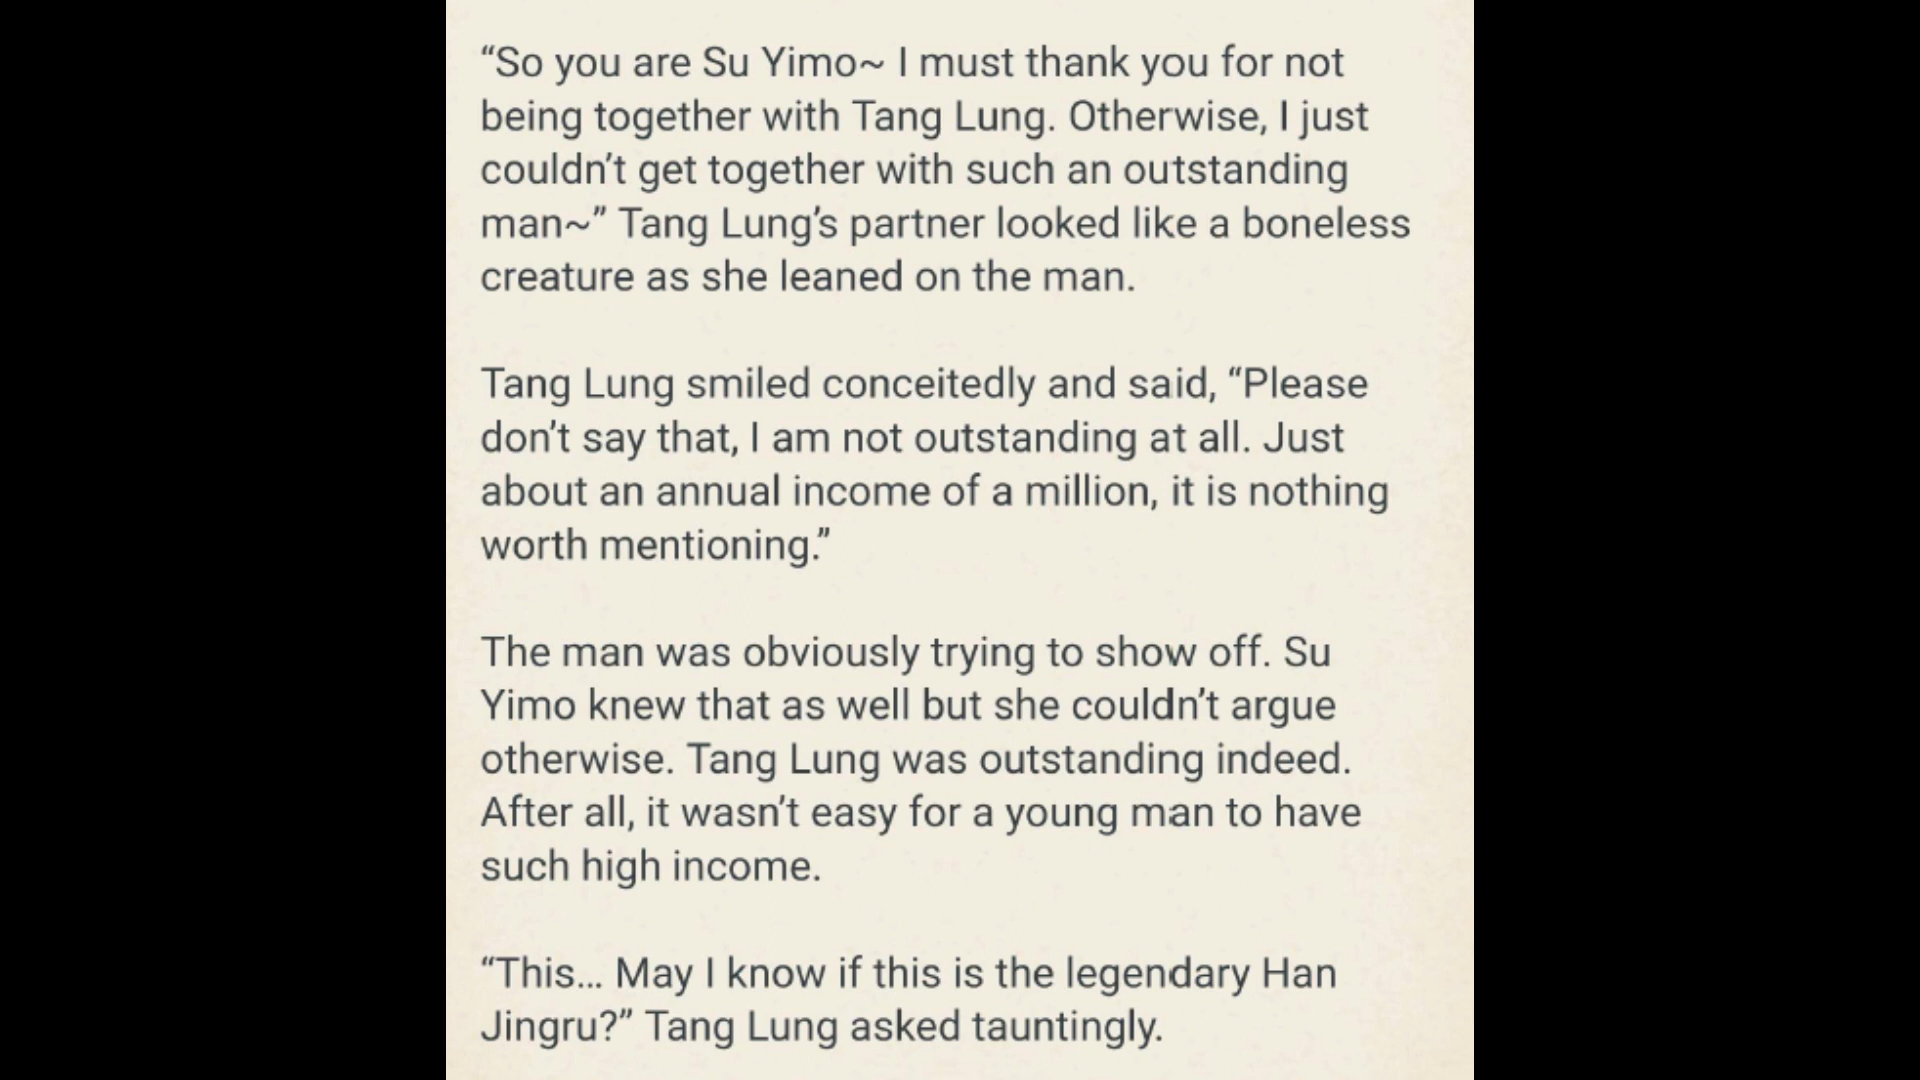 “So you are Su Yimo~ I must thank you for not
being together with Tang Lung. Otherwise, I just
couldn’t get together with such an outstanding
man~” Tang Lung’s partner looked like a boneless
creature as she leaned on the man.
Tang Lung smiled conceitedly and said, “Please
don’t say that, I am not outstanding at all. Just
about an annual income of a million, it is nothing
worth mentioning.”
The man was obviously trying to show off. Su
Yimo knew that as well but she couldn’t argue
otherwise. Tang Lung was outstanding indeed.
After all, it wasn’t easy for a young man to have
such high income.
“This… May I know if this is the legendary Han
Jingru?” Tang Lung asked tauntingly.